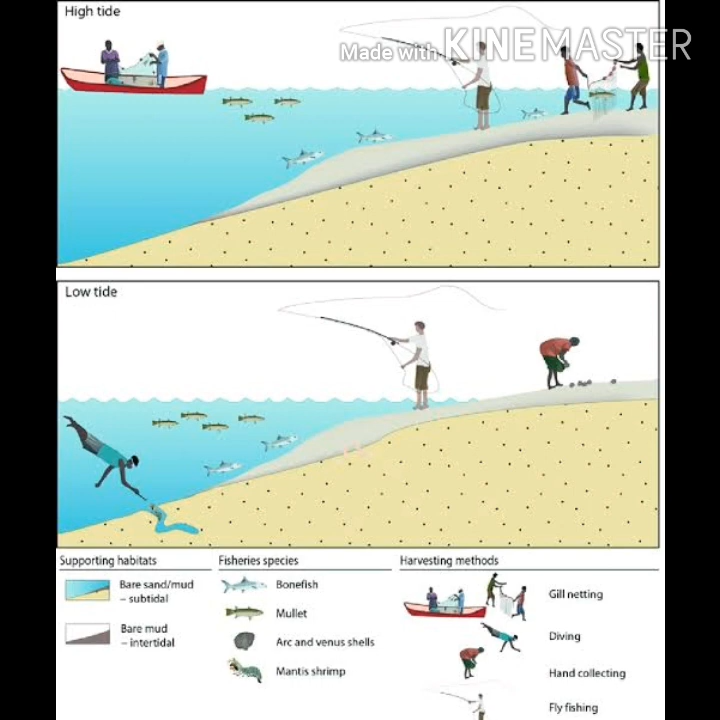 High tide
Made with KINEMASTER
Low tide
Supporting habitats
Bare sand/mud
– subtidal
Bare mud
– intertidal
Fisheries species
Bonefish
Mullet
Arc and venus shells
Mantis shrimp
Harvesting methods
Gill netting
Diving
Hand collecting
Fly fishing